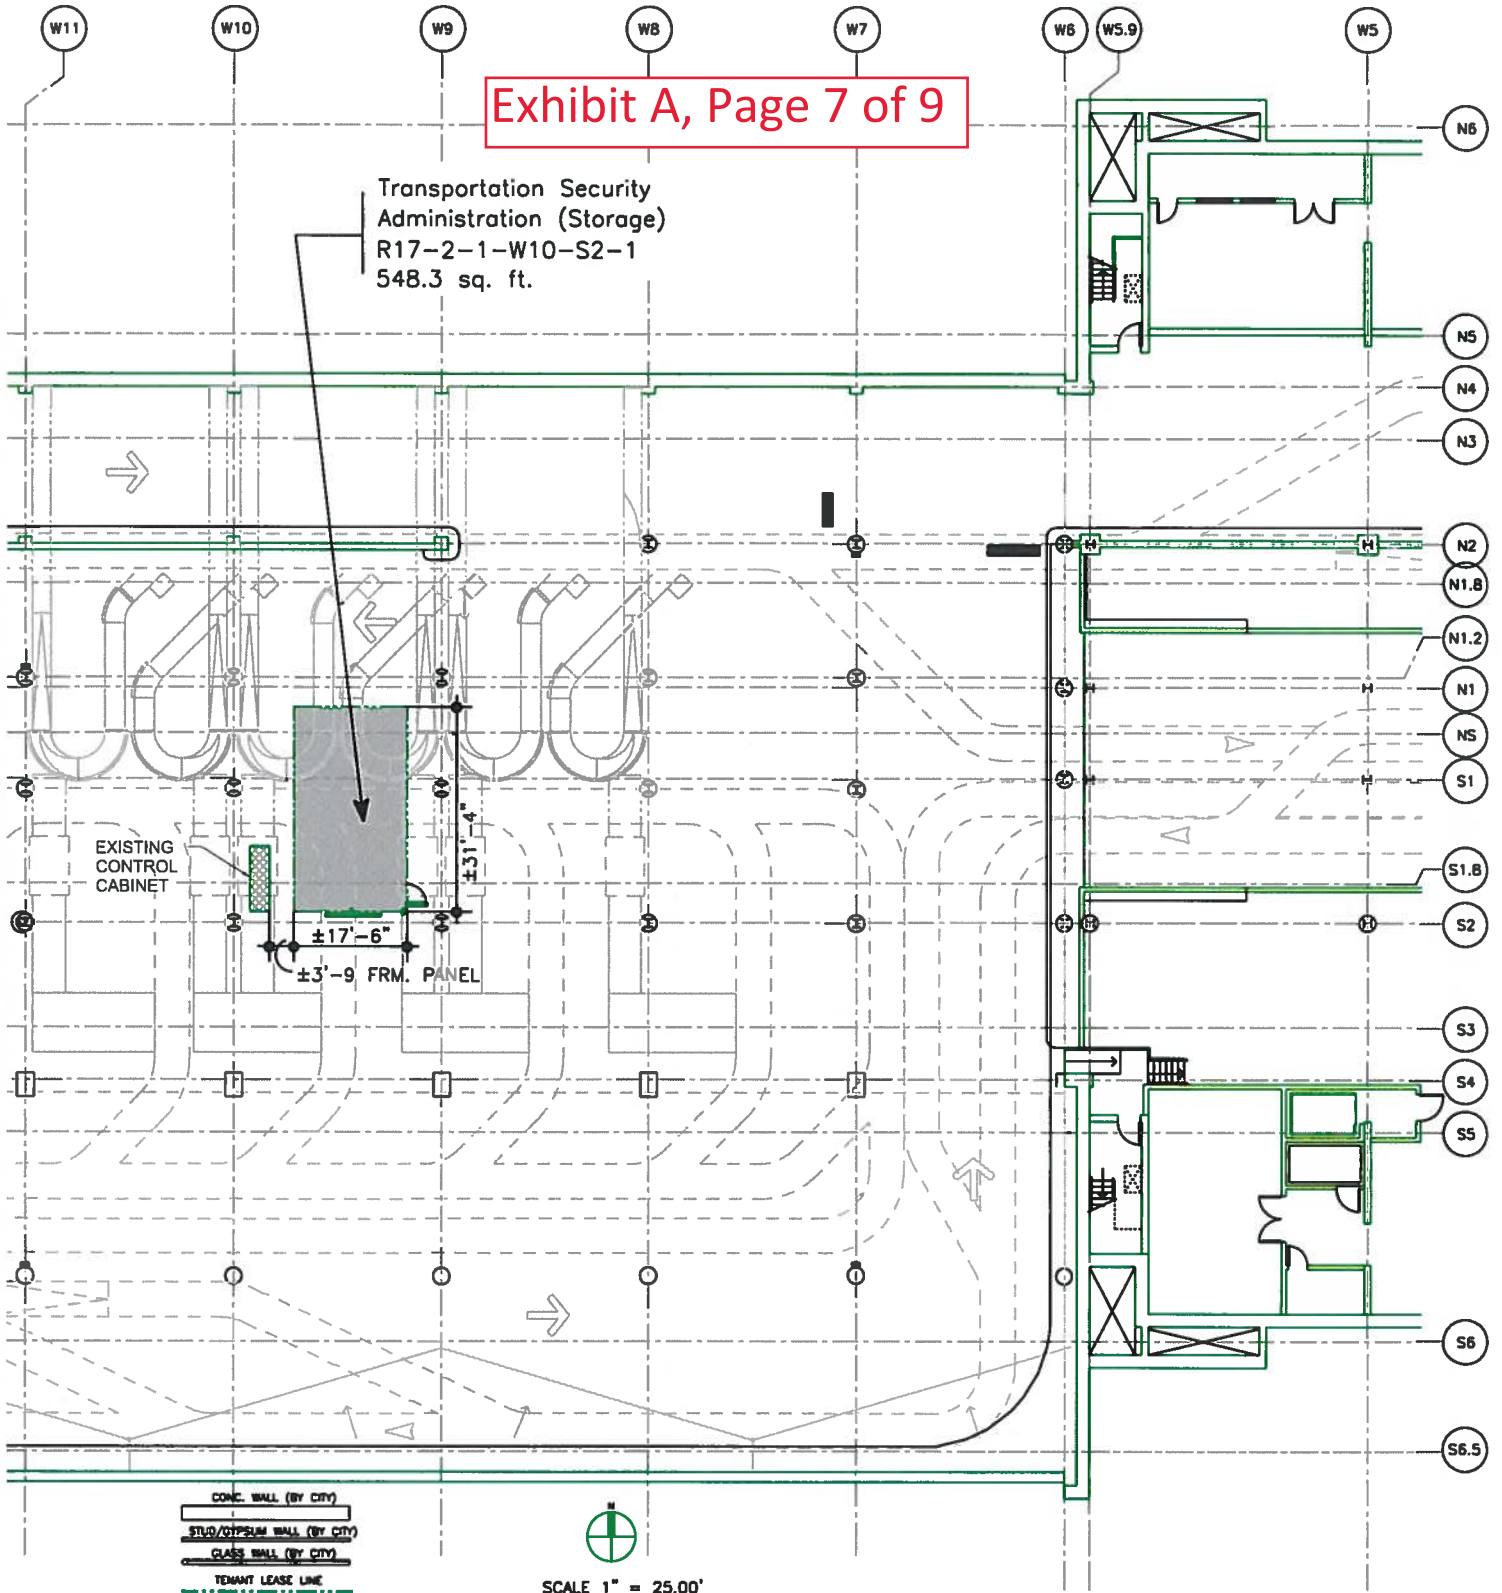 W11
W10
W9
W8
W7
W6
W5.9
W5
Exhibit A, Page 7 of 9
N6
Transportation Security
Administration (Storage)
R17-2-1-W10-S2-1
548.3 sq. ft.
N5
N4
N3
N2
N1.8
N1.2
N1
NS
S1
±31'-4"
EXISTING
CONTROL
CABINET
S1.8
S2
±17'-6"
±3'-9 FRM. PANEL
S3
S4
S5
S6
S6.5
CONC. WALL (BY CITY)
STUD/GYPSUM WALL (BY CITY)
GLASS WALL (BY CITY)
TENANT LEASE LINE
N
SCALE 1" = 25.00'